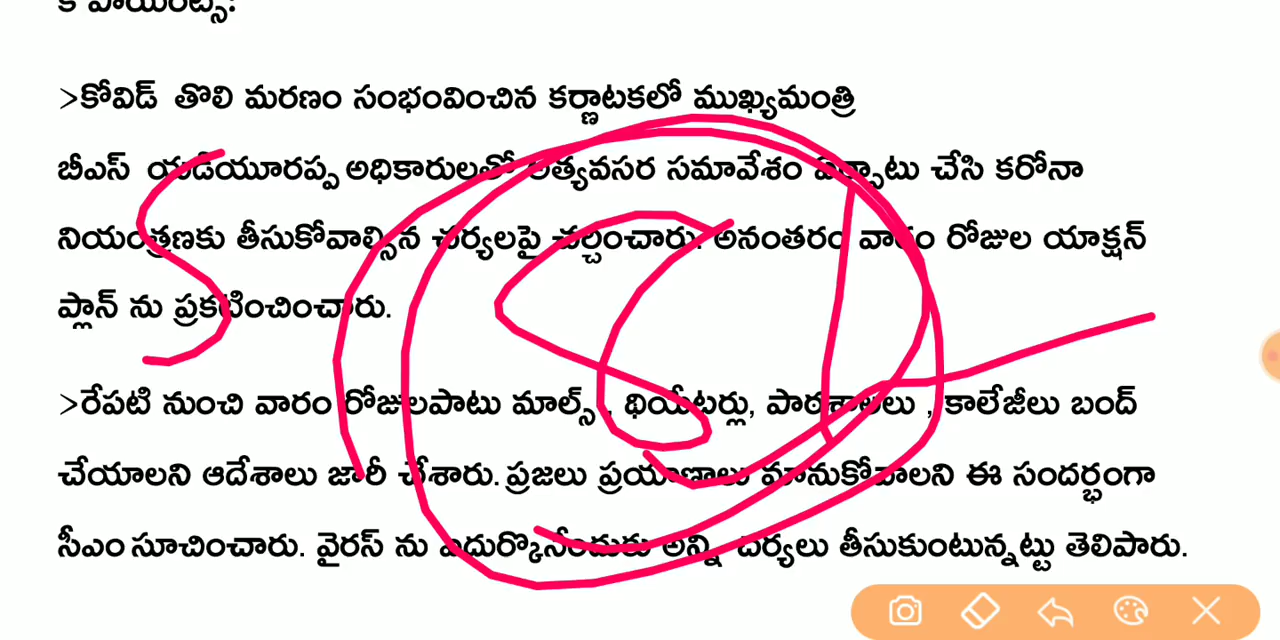 కీ పాయింట్స్:
>కోవిడ్ తొలి మరణం సంభంవించిన కర్ణాటకలో ముఖ్యమంత్రి
బీఎస్ యడియూరప్ప అధికారులతో అత్యవసర సమావేశం ఏర్పాటు చేసి కరోనా
నియంత్రణకు తీసుకోవాల్సిన చర్యలపై చర్చించారు. అనంతరం వారం రోజుల యాక్షన్
ప్లాన్ ను ప్రకటించించారు.
>రేపటి నుంచి వారం రోజులపాటు మాల్స్ , థియేటర్లు, పాఠశాలలు , కాలేజీలు బంద్
చేయాలని ఆదేశాలు జారీ చేశారు. ప్రజలు ప్రయాణాలు మానుకోవాలని ఈ సందర్భంగా
సీఎం సూచించారు. వైరస్ ను ఎదుర్కొనేందుకు అన్ని చర్యలు తీసుకుంటున్నట్టు తెలిపారు.